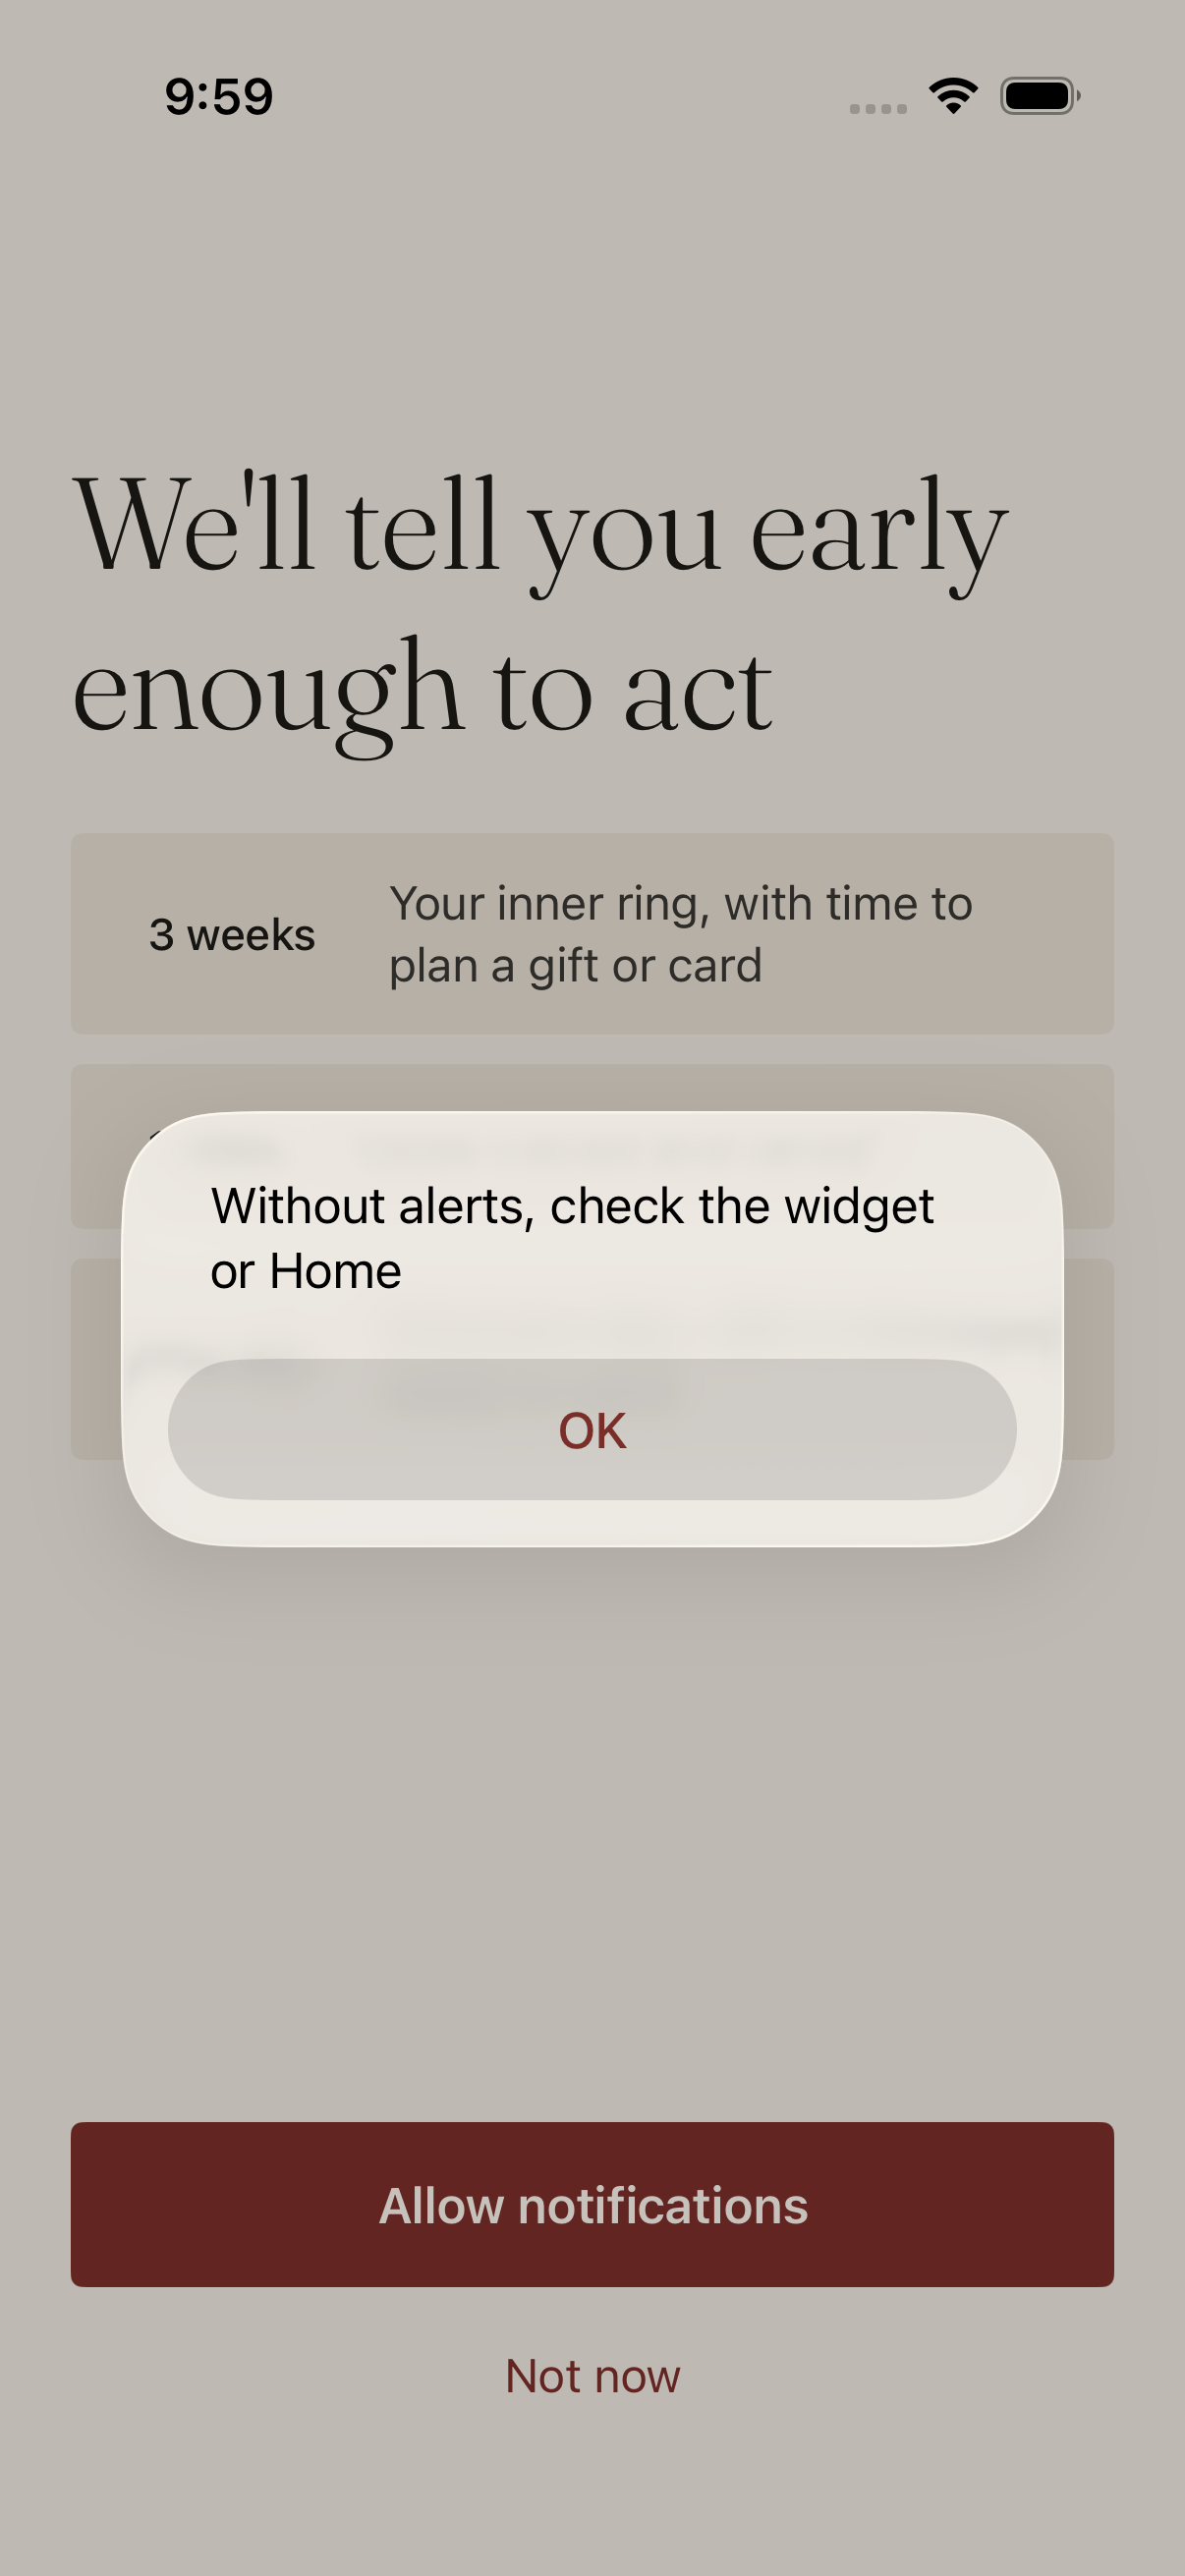 9:59
We'll tell you early
enough to act
3 weeks
Your inner ring, with time to
plan a gift or card
Without alerts, check the widget
or Home
OK
Allow notifications
Not now